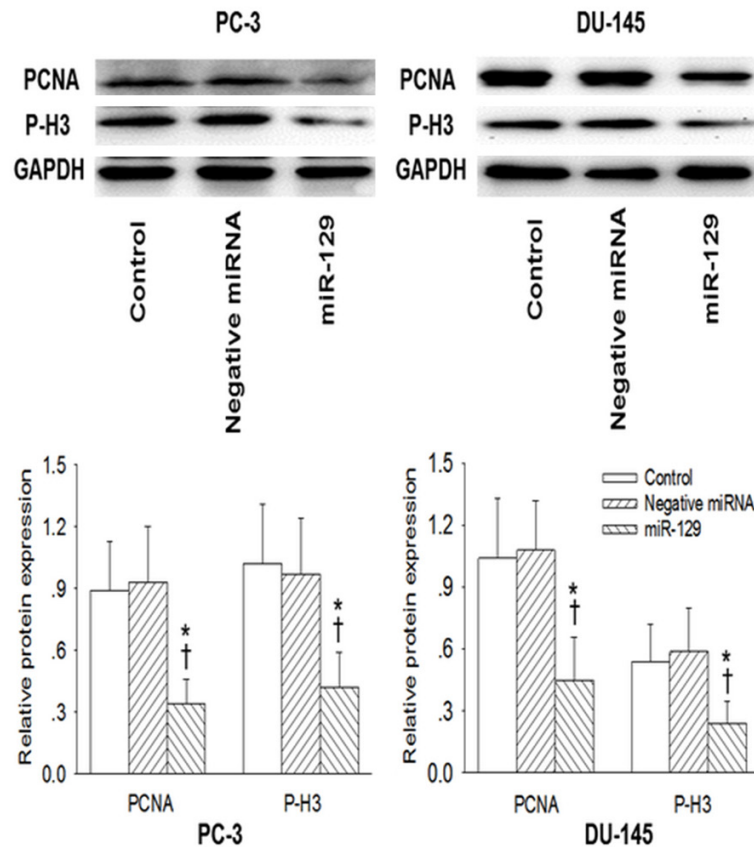 PC-3
PCNA
P-H3
GAPDH
Control
Negative miRNA
miR-129
DU-145
PCNA
P-H3
GAPDH
Control
Negative miRNA
miR-129
Relative protein expression
1.5
1.2
.9
.6
.3
0.0
*
†
*
†
PCNA
P-H3
PC-3
Relative protein expression
1.5
1.2
.9
.6
.3
0.0
Control
Negative miRNA
miR-129
*
†
*
†
PCNA
P-H3
DU-145